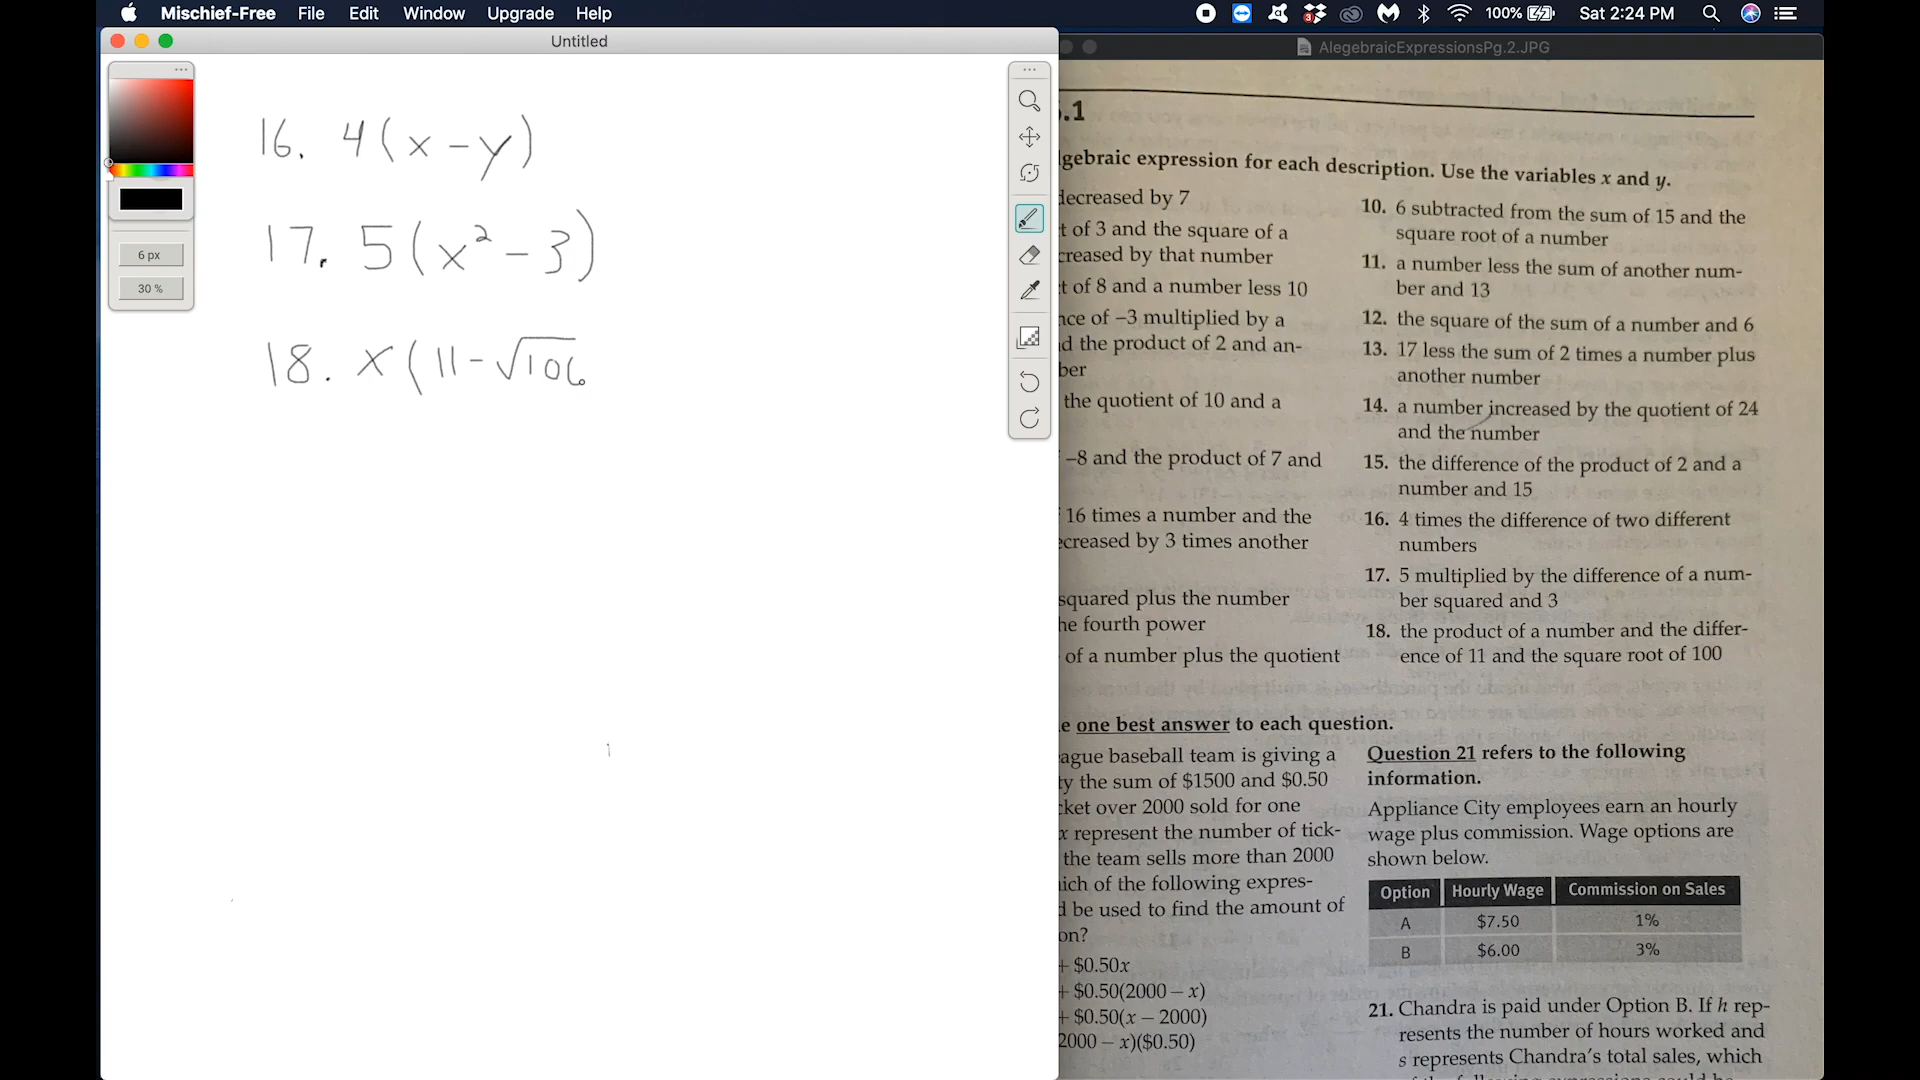 Mischief-Free File Edit Window Upgrade Help
3 100% Sat 2:24 PM
Untitled
AlegebraicExpressionsPg.2.JPG
6 px
30 %
16. 4(x-y)
17. 5(x²-3)
18. x(11-√100
.1
gebraic expression for each description. Use the variables x and y.
decreased by 7
t of 3 and the square of a
creased by that number
t of 8 and a number less 10
nce of –3 multiplied by a
d the product of 2 and an-
ber
the quotient of 10 and a
–8 and the product of 7 and
16 times a number and the
creased by 3 times another
squared plus the number
he fourth power
of a number plus the quotient
10. 6 subtracted from the sum of 15 and the
square root of a number
11. a number less the sum of another num-
ber and 13
12. the square of the sum of a number and 6
13. 17 less the sum of 2 times a number plus
another number
14. a number increased by the quotient of 24
and the number
15. the difference of the product of 2 and a
number and 15
16. 4 times the difference of two different
numbers
17. 5 multiplied by the difference of a num-
ber squared and 3
18. the product of a number and the differ-
ence of 11 and the square root of 100
e one best answer to each question.
ague baseball team is giving a
ty the sum of $1500 and $0.50
cket over 2000 sold for one
x represent the number of tick-
the team sells more than 2000
ich of the following expres-
d be used to find the amount of
on?
+ $0.50x
+ $0.50(2000 – x)
+ $0.50(x – 2000)
2000 – x)($0.50)
Question 21 refers to the following
information.
Appliance City employees earn an hourly
wage plus commission. Wage options are
shown below.
Option Hourly Wage Commission on Sales
A $7.50 1%
B $6.00 3%
21. Chandra is paid under Option B. If h rep-
resents the number of hours worked and
s represents Chandra's total sales, which